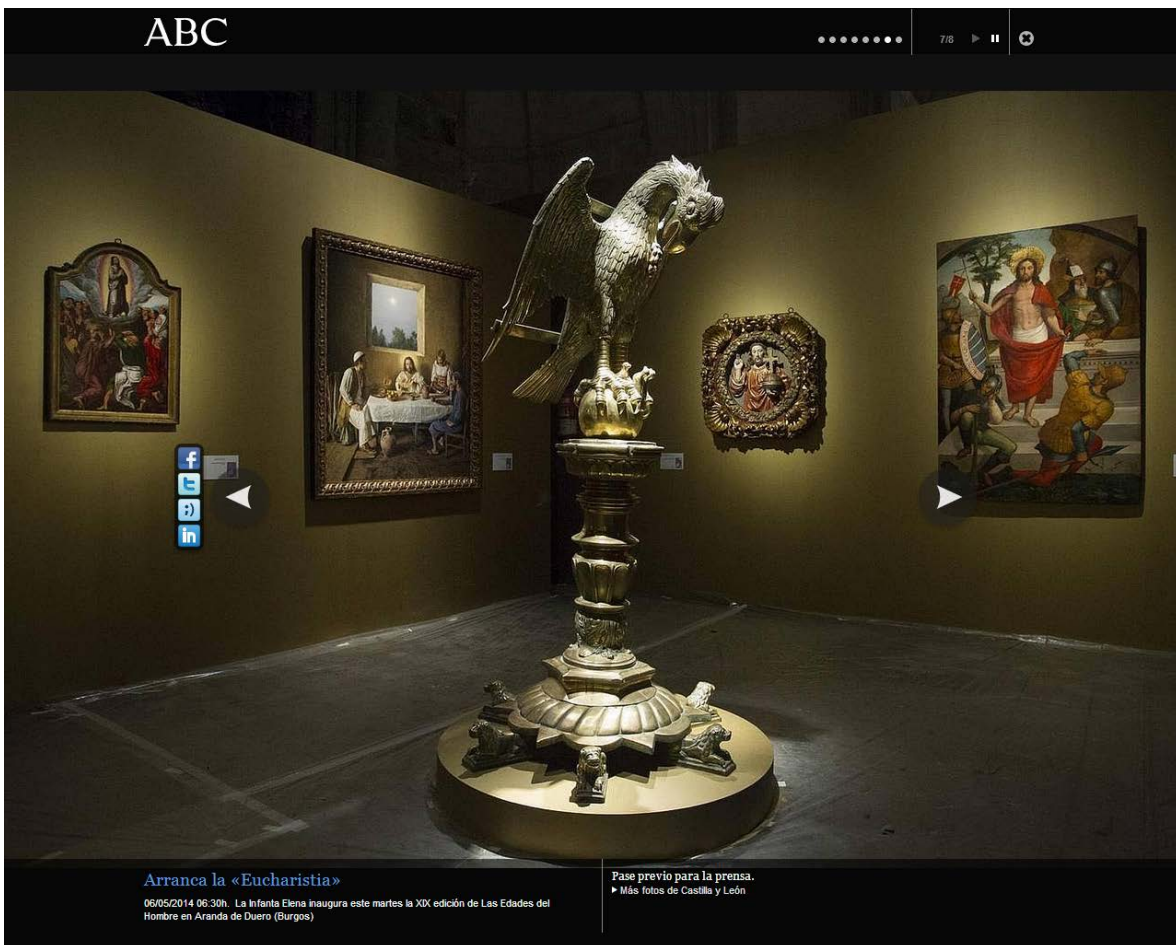 ABC
7/8
f
t
;)
in
Arranca la «Eucharistia»
06/05/2014 06:30h. La Infanta Elena inaugura este martes la XIX edición de Las Edades del
Hombre en Aranda de Duero (Burgos)
Pase previo para la prensa.
Más fotos de Castilla y León